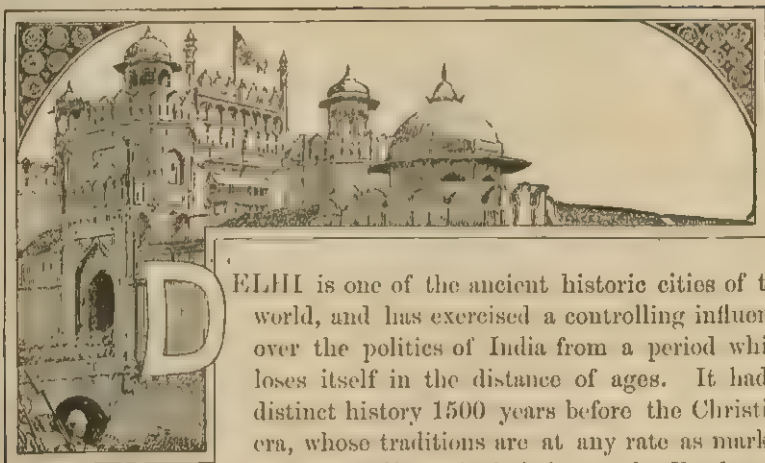 DELHI is one of the ancient historic cities of t
world, and has exercised a controlling influen
over the politics of India from a period whi
loses itself in the distance of ages. It had
distinct history 1500 years before the Christi
era, whose traditions are at any rate as mark